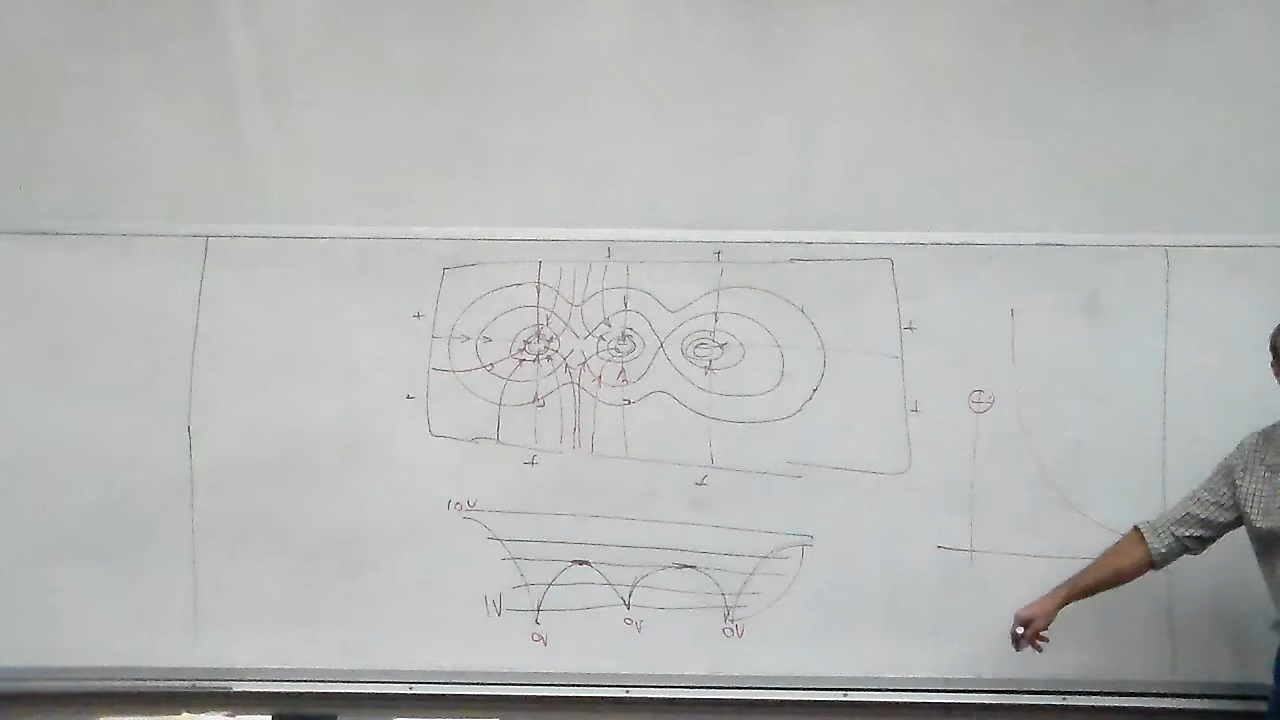 + +
+ +
+ +
+ +
10V
1V
0V 0V 0V